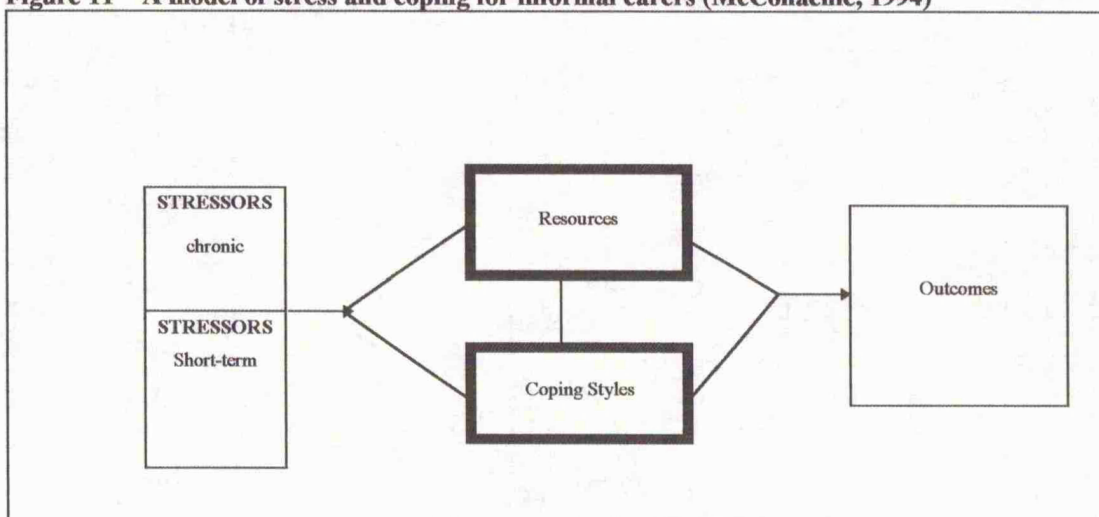 Figure 11 A model of stress and coping for informal carers (McConachie, 1994)
STRESSORS
chronic
STRESSORS
Short-term
Resources
Coping Styles
Outcomes